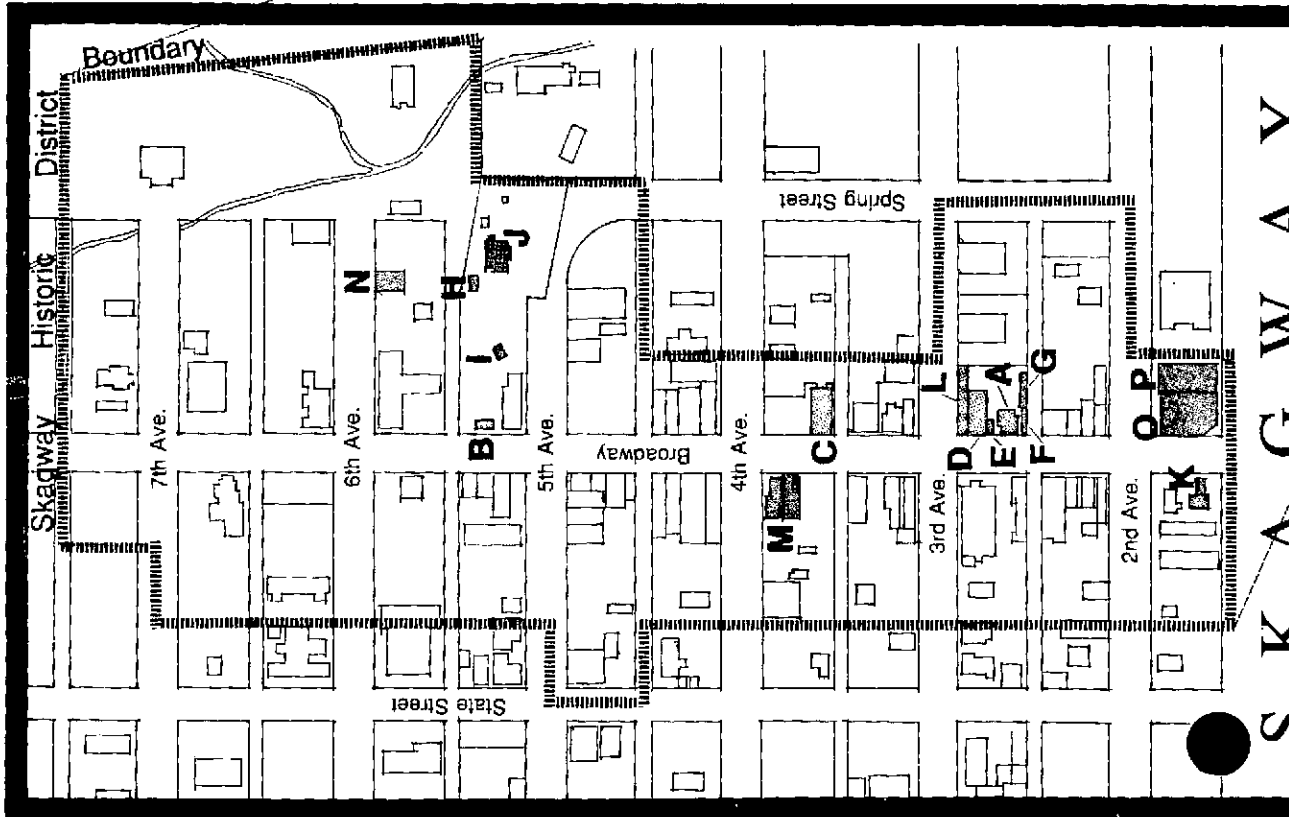 Skagway Historic District
Boundary
7th Ave.
6th Ave.
5th Ave.
4th Ave.
3rd Ave.
2nd Ave.
Spring Street
Broadway
State Street
N
H
J
I
B
L
A
G
C
D
E
F
M
P
O
K
SKAGWAY